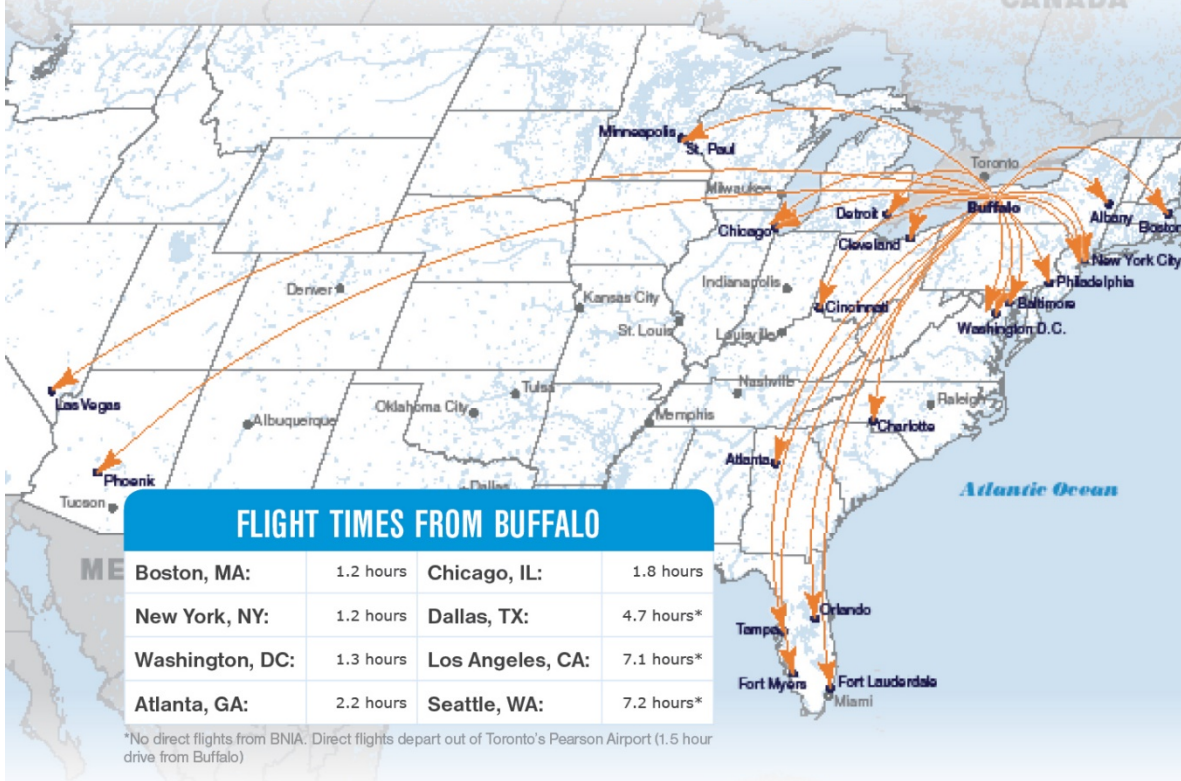 CANADA
Minneapolis
St. Paul
Toronto
Milwaukee
Detroit
Buffalo
Albany
Boston
Chicago
Cleveland
New York City
Denver
Indianapolis
Philadelphia
Kansas City
Cincinnati
Baltimore
St. Louis
Louisville
Washington D.C.
Las Vegas
Tulsa
Nashville
Oklahoma City
Raleigh
Albuquerque
Memphis
Charlotte
Atlanta
Phoenix
Dallas
Atlantic Ocean
Tucson
ME
FLIGHT TIMES FROM BUFFALO
Boston, MA: 1.2 hours Chicago, IL: 1.8 hours
New York, NY: 1.2 hours Dallas, TX: 4.7 hours*
Washington, DC: 1.3 hours Los Angeles, CA: 7.1 hours*
Atlanta, GA: 2.2 hours Seattle, WA: 7.2 hours*
*No direct flights from BNIA. Direct flights depart out of Toronto's Pearson Airport (1.5 hour
drive from Buffalo)
Orlando
Tampa
Fort Myers
Fort Lauderdale
Miami